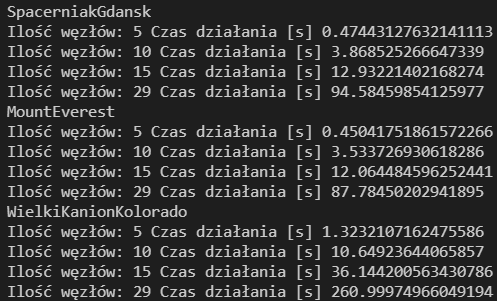 SpacerniakGdansk
Ilość węzłów: 5 Czas działania [s] 0.47443127632141113
Ilość węzłów: 10 Czas działania [s] 3.868525266647339
Ilość węzłów: 15 Czas działania [s] 12.93221402168274
Ilość węzłów: 29 Czas działania [s] 94.58459854125977
MountEverest
Ilość węzłów: 5 Czas działania [s] 0.45041751861572266
Ilość węzłów: 10 Czas działania [s] 3.533726930618286
Ilość węzłów: 15 Czas działania [s] 12.064484596252441
Ilość węzłów: 29 Czas działania [s] 87.78450202941895
WielkiKanionKolorado
Ilość węzłów: 5 Czas działania [s] 1.3232107162475586
Ilość węzłów: 10 Czas działania [s] 10.64923644065857
Ilość węzłów: 15 Czas działania [s] 36.144200563430786
Ilość węzłów: 29 Czas działania [s] 260.99974966049194